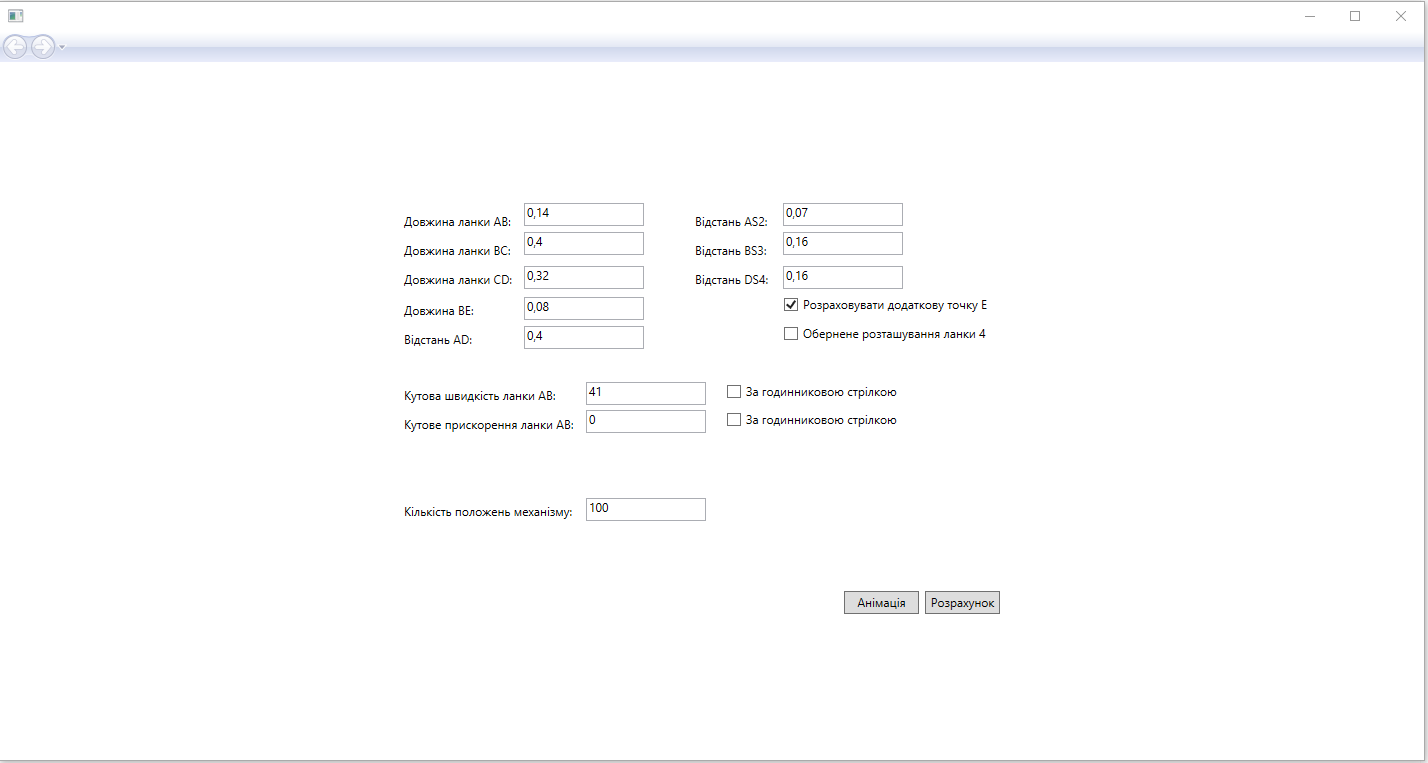 Довжина ланки AB: 0,14 Відстань AS2: 0,07
Довжина ланки BC: 0,4 Відстань BS3: 0,16
Довжина ланки CD: 0,32 Відстань DS4: 0,16
Довжина BE: 0,08 Розраховувати додаткову точку E
Відстань AD: 0,4 Обернене розташування ланки 4
Кутова швидкість ланки AB: 41 За годинниковою стрілкою
Кутове прискорення ланки AB: 0 За годинниковою стрілкою
Кількість положень механізму: 100
Анімація Розрахунок